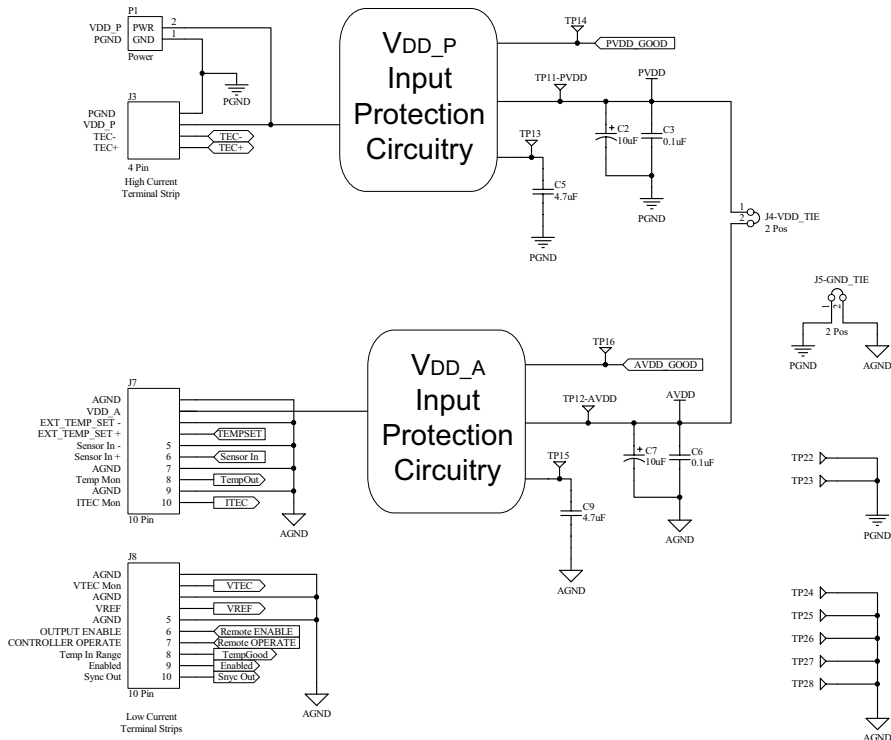 P1
VDD_P
PWR
2
PGND
GND
1
Power
PGND
J3
PGND
VDD_P
TEC-
TEC-
TEC+
TEC+
4 Pin
High Current
Terminal Strip
VDD_P
Input
Protection
Circuitry
TP14
PVDD_GOOD
TP11-PVDD
PVDD
+
C2
10uF
C3
0.1uF
PGND
TP13
C5
4.7uF
PGND
1
2
J4-VDD_TIE
2 Pos
J5-GND_TIE
1
2
2 Pos
PGND
AGND
J7
AGND
VDD_A
EXT_TEMP_SET -
EXT_TEMP_SET +
TEMPSET
Sensor In -
5
Sensor In +
6
Sensor In
AGND
7
Temp Mon
8
TempOut
AGND
9
ITEC Mon
10
ITEC
10 Pin
AGND
VDD_A
Input
Protection
Circuitry
TP16
AVDD_GOOD
TP12-AVDD
AVDD
+
C7
10uF
C6
0.1uF
AGND
TP15
C9
4.7uF
AGND
TP22
TP23
PGND
J8
AGND
VTEC Mon
VTEC
AGND
VREF
VREF
AGND
5
OUTPUT ENABLE
6
Remote ENABLE
CONTROLLER OPERATE
7
Remote OPERATE
Temp In Range
8
TempGood
Enabled
9
Enabled
Sync Out
10
Snyc Out
10 Pin
Low Current
Terminal Strips
AGND
TP24
TP25
TP26
TP27
TP28
AGND